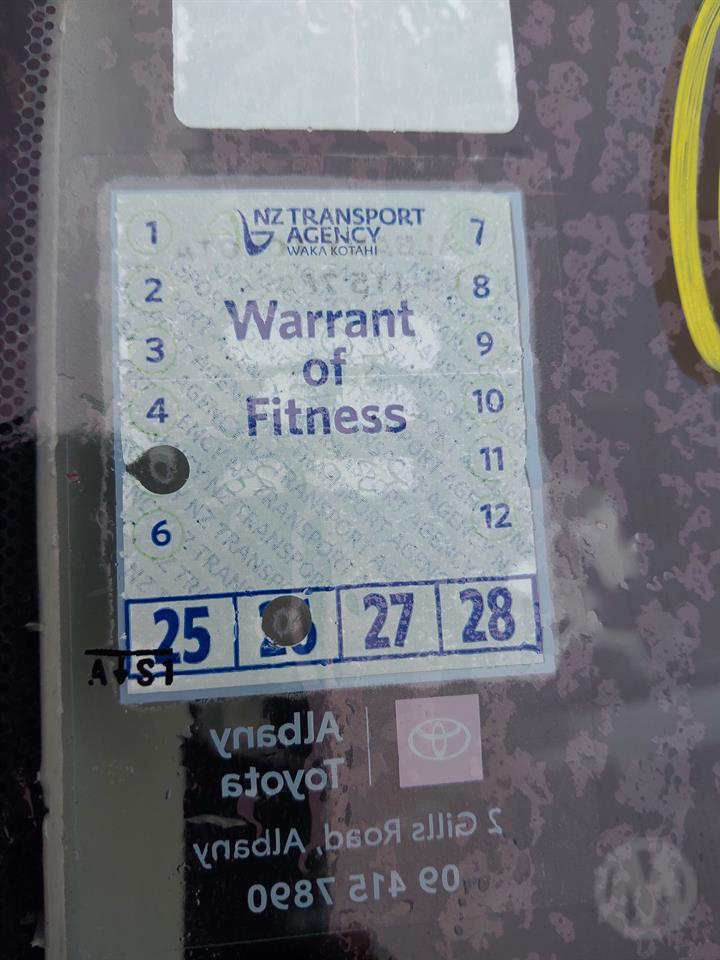 NZ TRANSPORT
AGENCY
WAKA KOTAHI
1
2
3
4
6
7
8
9
10
11
12
Warrant
of
Fitness
25 26 27 28
Albany
Toyota
2 Gills Road, Albany
09 415 7890